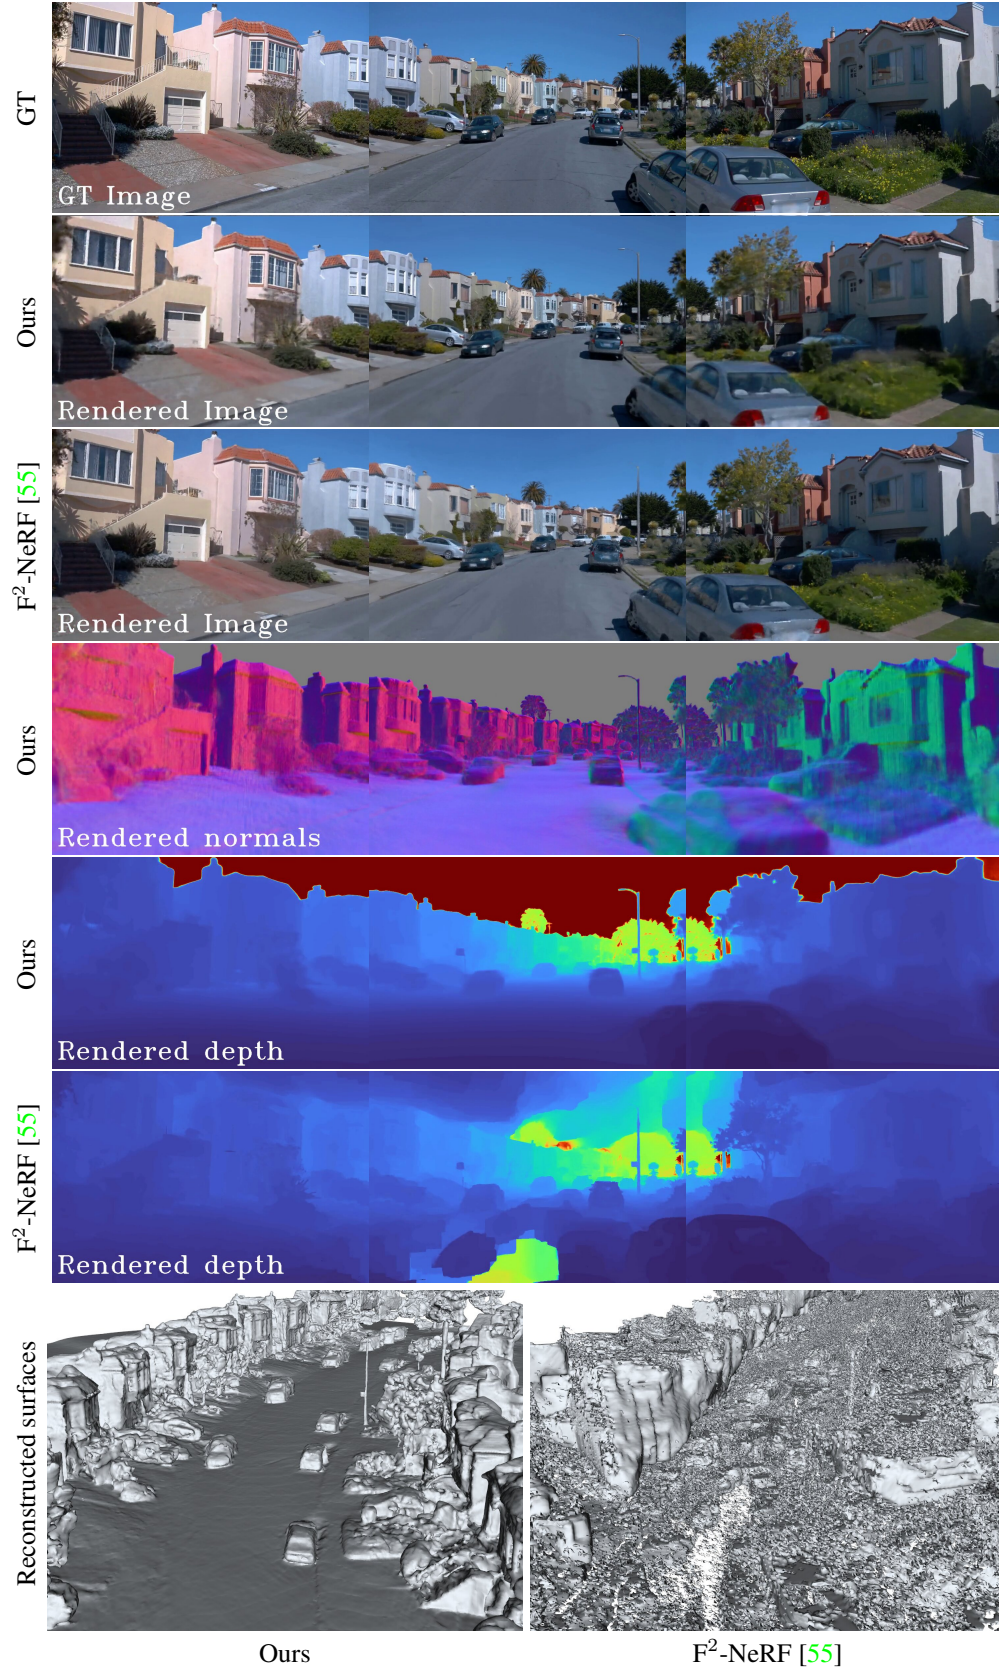 GT
GT Image
Ours
Rendered Image
F²-NeRF [55]
Rendered Image
Ours
Rendered normals
Ours
Rendered depth
F²-NeRF [55]
Rendered depth
Reconstructed surfaces
Ours
F²-NeRF [55]